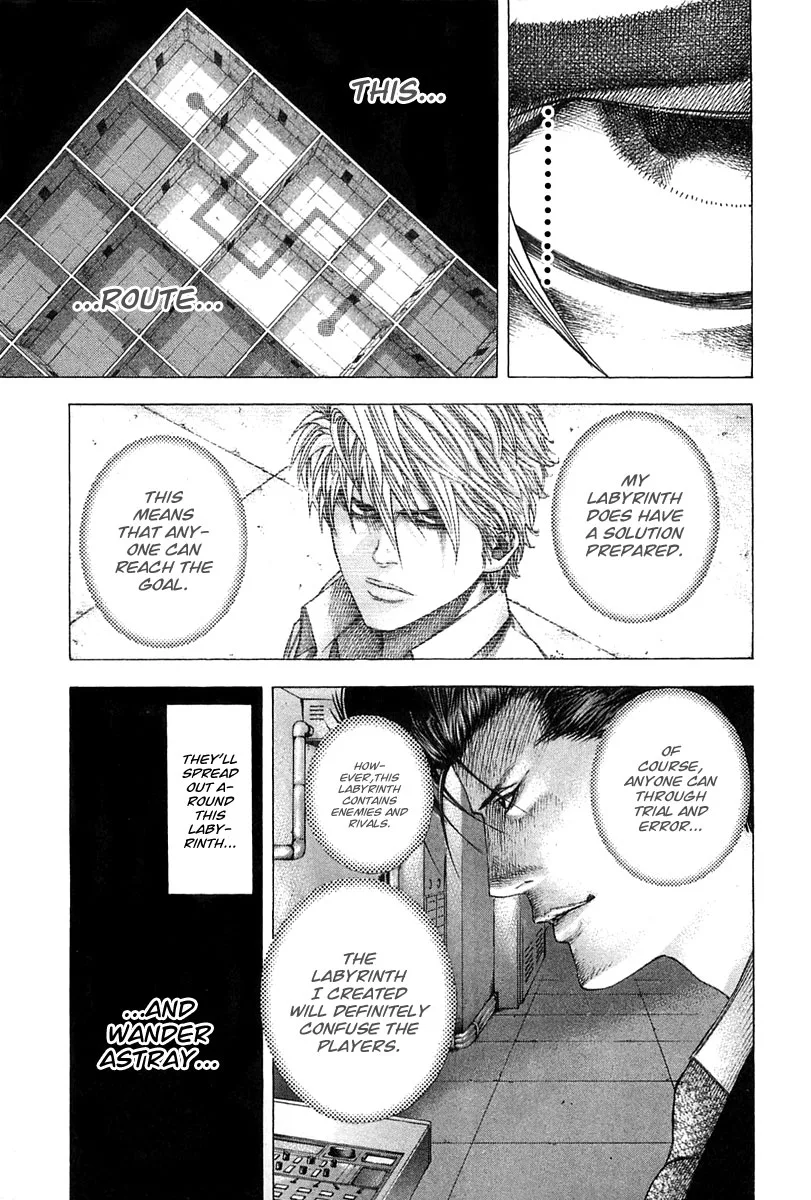 THIS...
...ROUTE...
MY
LABYRINTH
DOES HAVE
A SOLUTION
PREPARED.
THIS
MEANS
THAT ANY-
ONE CAN
REACH THE
GOAL.
OF
COURSE,
ANYONE CAN
THROUGH
TRIAL AND
ERROR...
HOW-
EVER,THIS
LABYRINTH
CONTAINS
ENEMIES AND
RIVALS.
THE
LABYRINTH
I CREATED
WILL DEFINITELY
CONFUSE THE
PLAYERS.
THEY'LL
SPREAD
OUT A-
ROUND
THIS
LABY-
RINTH...
...AND
WANDER
ASTRAY...